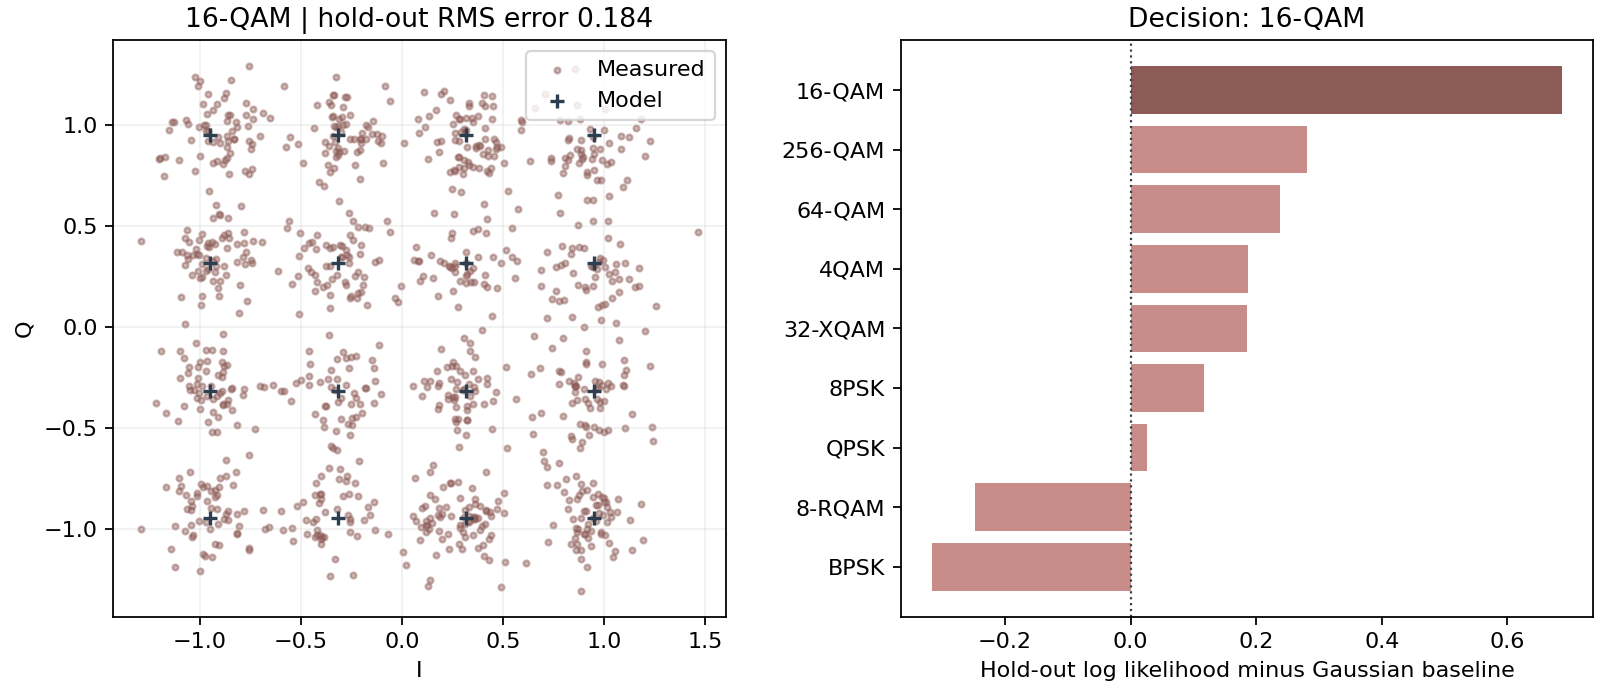 16-QAM | hold-out RMS error 0.184
Measured
Model
Q
1.0
0.5
0.0
−0.5
−1.0
−1.0
−0.5
0.0
0.5
1.0
1.5
I
Decision: 16-QAM
16-QAM
256-QAM
64-QAM
4QAM
32-XQAM
8PSK
QPSK
8-RQAM
BPSK
−0.2
0.0
0.2
0.4
0.6
Hold-out log likelihood minus Gaussian baseline